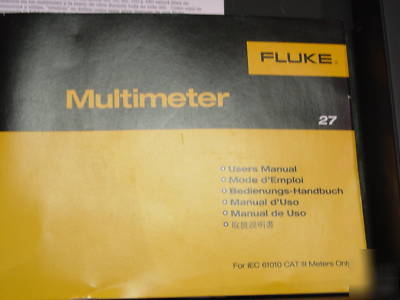 FLUKE
Multimeter
27
Users Manual
Mode d'Emploi
Bedienungs-Handbuch
Manual d'Uso
Manual de Uso
取扱説明書
For IEC 61010 CAT III Meters Only